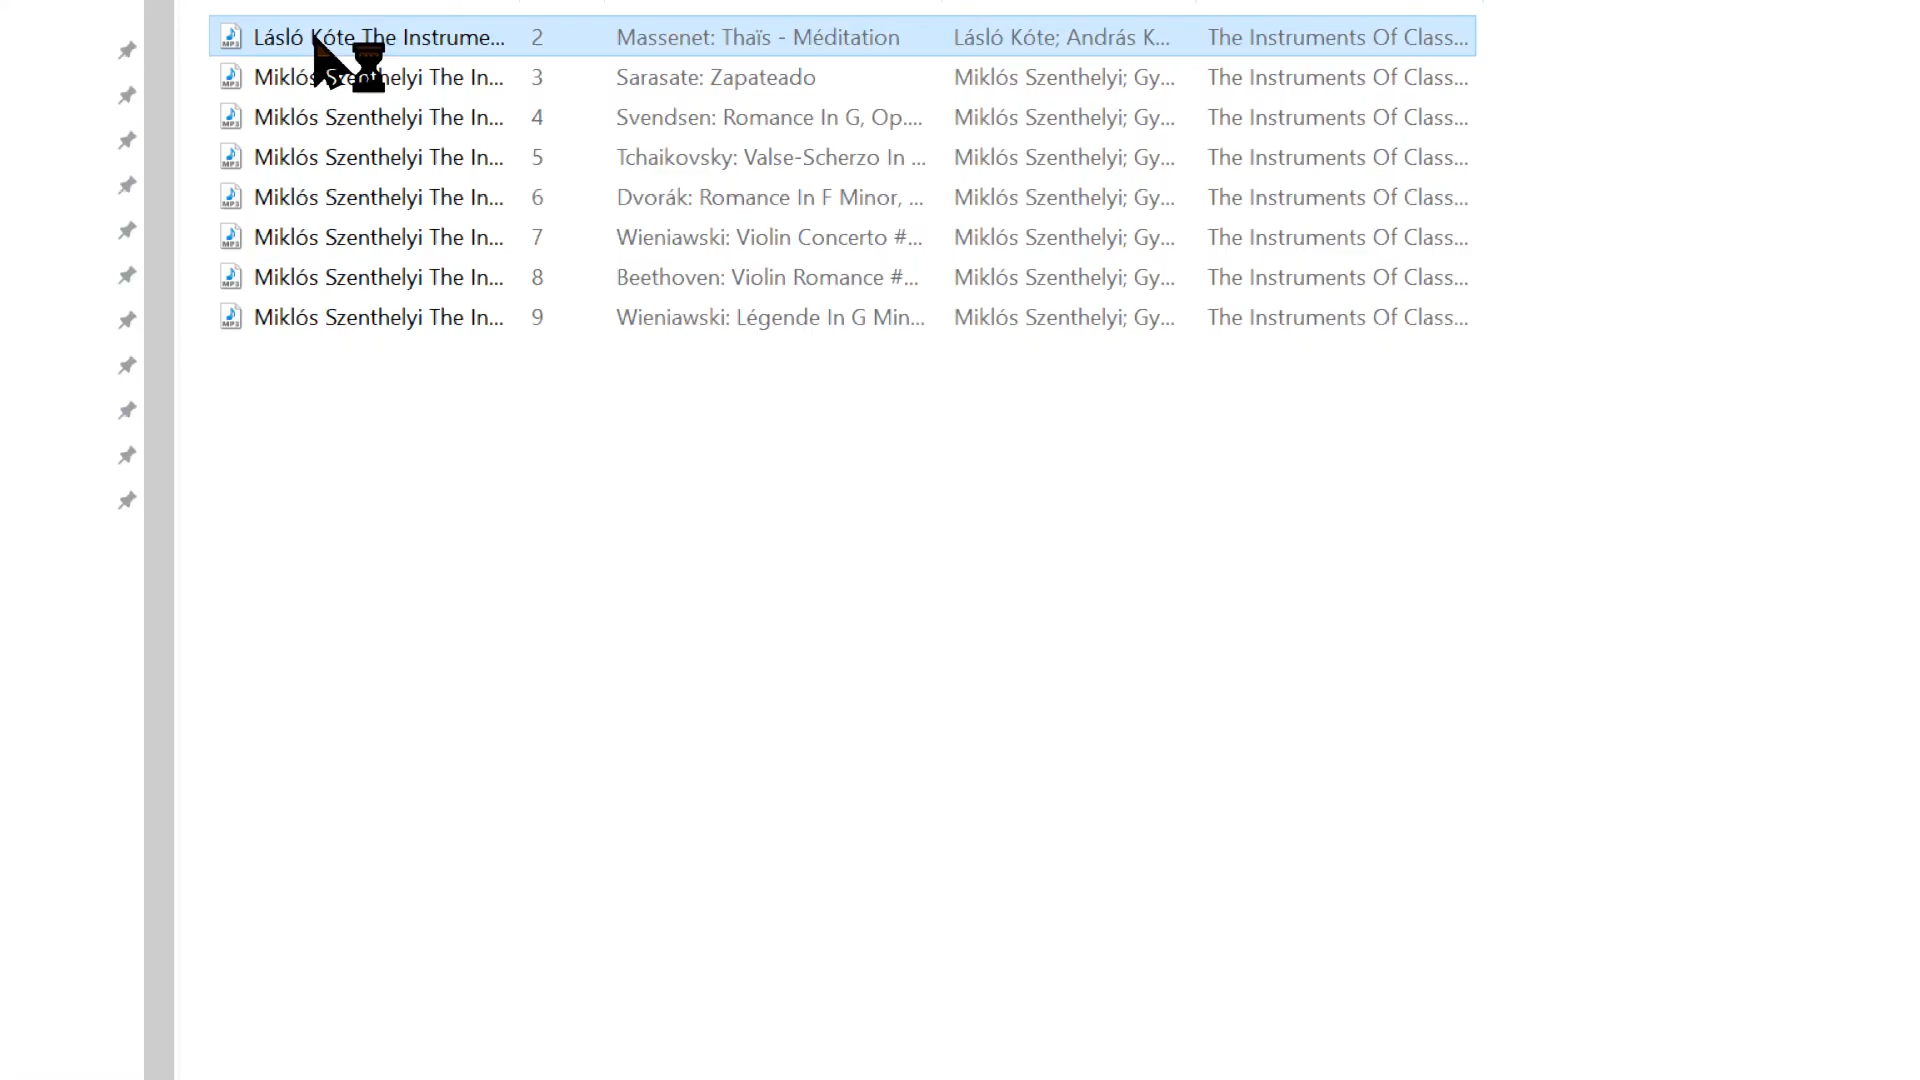 Lásló Kóte The Instrume... 2 Massenet: Thaïs - Méditation Lásló Kóte; András K... The Instruments Of Class...
Miklós Szenthelyi The In... 3 Sarasate: Zapateado Miklós Szenthelyi; Gy... The Instruments Of Class...
Miklós Szenthelyi The In... 4 Svendsen: Romance In G, Op.... Miklós Szenthelyi; Gy... The Instruments Of Class...
Miklós Szenthelyi The In... 5 Tchaikovsky: Valse-Scherzo In ... Miklós Szenthelyi; Gy... The Instruments Of Class...
Miklós Szenthelyi The In... 6 Dvorák: Romance In F Minor, ... Miklós Szenthelyi; Gy... The Instruments Of Class...
Miklós Szenthelyi The In... 7 Wieniawski: Violin Concerto #... Miklós Szenthelyi; Gy... The Instruments Of Class...
Miklós Szenthelyi The In... 8 Beethoven: Violin Romance #... Miklós Szenthelyi; Gy... The Instruments Of Class...
Miklós Szenthelyi The In... 9 Wieniawski: Légende In G Min... Miklós Szenthelyi; Gy... The Instruments Of Class...